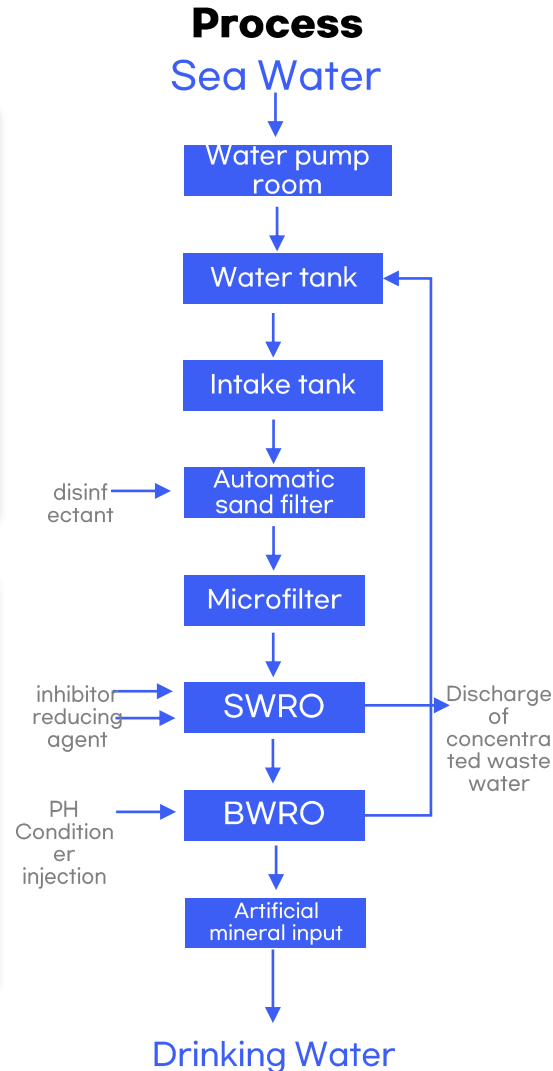 Process
Sea Water
Water pump
room
Water tank
Intake tank
disinf
ectant
Automatic
sand filter
Microfilter
inhibitor
reducing
agent
SWRO
Discharge
of
concentra
ted waste
water
PH
Condition
er
injection
BWRO
Artificial
mineral input
Drinking Water